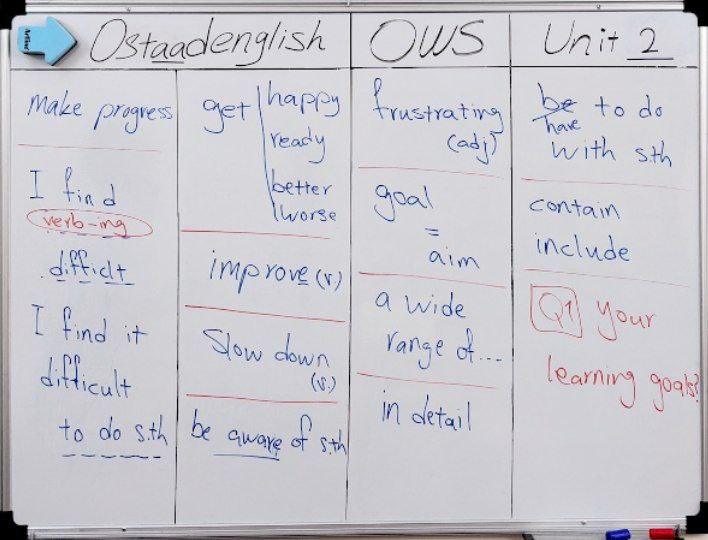 Ostaadenglish
OWS
Unit 2
make progress
I find
verb-ing
difficlt
I find it
difficult
to do s.th
get happy
ready
better
worse
improve (v.)
Slow down
(v.)
be aware of s.th
frustrating
(adj)
goal
=
aim
a wide
range of...
in detail
be to do
have
with s.th
contain
include
Q1 Your
learning goals?